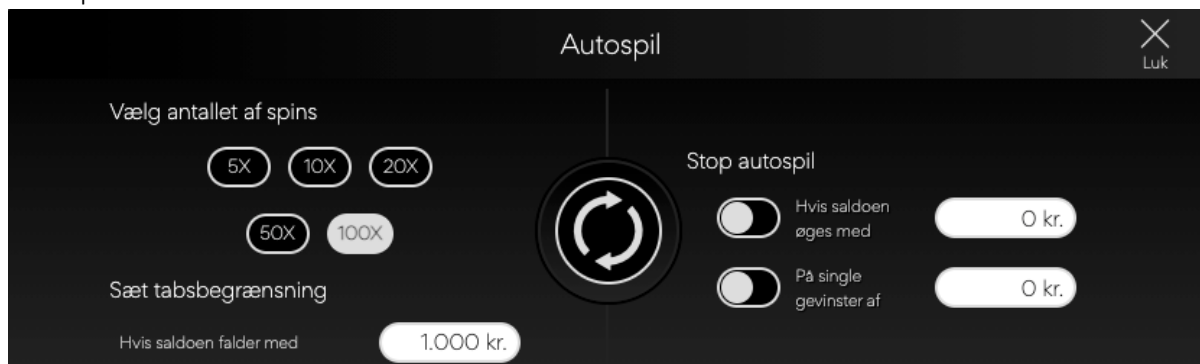 Autospil
Luk
Vælg antallet af spins
5X 10X 20X
50X 100X
Sæt tabsbegrænsning
Hvis saldoen falder med 1.000 kr.
Stop autospil
Hvis saldoen
øges med
0 kr.
På single
gevinster af
0 kr.